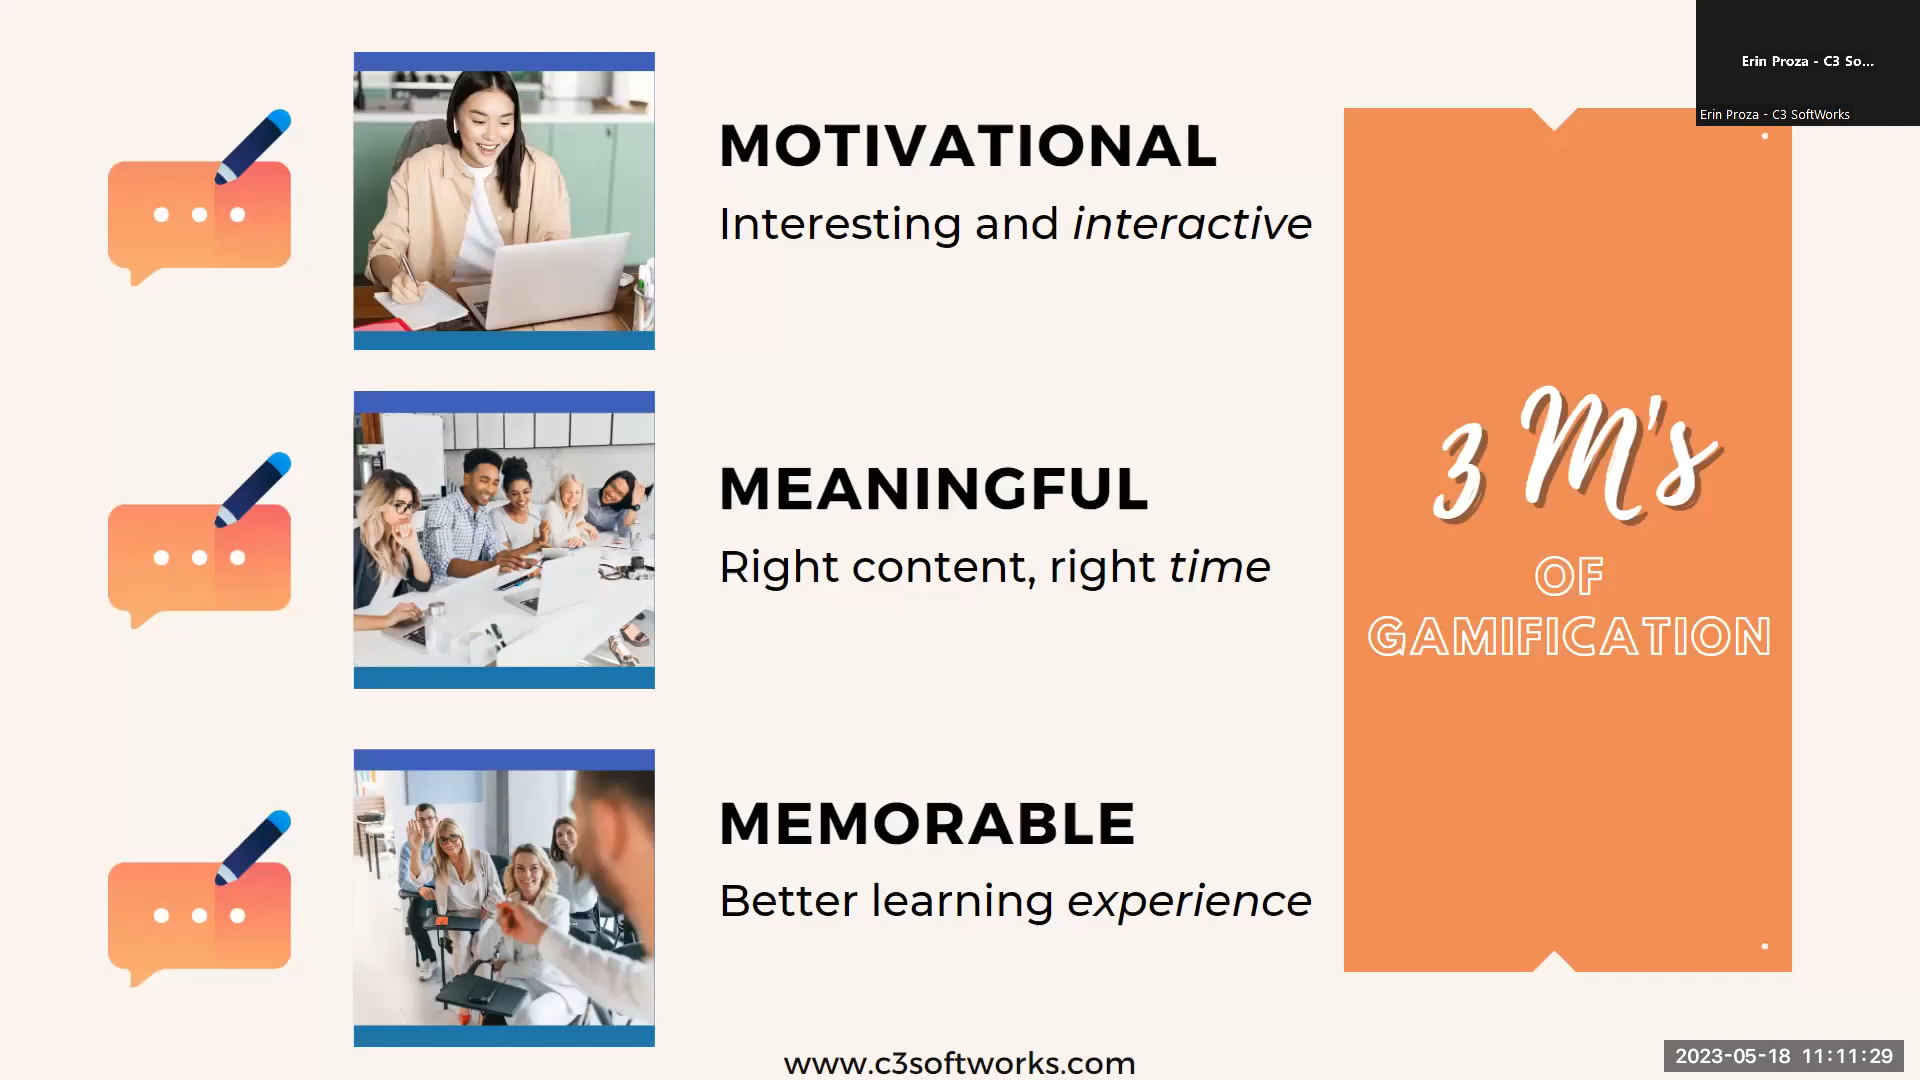 Erin Proza - C3 So...
Erin Proza - C3 SoftWorks
MOTIVATIONAL
Interesting and interactive
MEANINGFUL
Right content, right time
MEMORABLE
Better learning experience
3 M's
OF
GAMIFICATION
www.c3softworks.com
2023-05-18 11:11:29